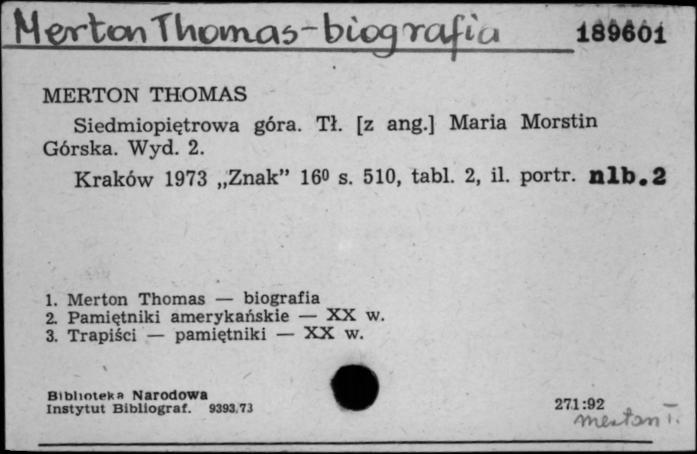 Merton Thomas-biografia 189601
MERTON THOMAS
Siedmiopiętrowa góra. Tł. [z ang.] Maria Morstin
Górska. Wyd. 2.
Kraków 1973 „Znak” 16⁰ s. 510, tabl. 2, il. portr. nlb.2
1. Merton Thomas — biografia
2. Pamiętniki amerykańskie — XX w.
3. Trapiści — pamiętniki — XX w.
Biblioteka Narodowa
Instytut Bibliograf. 9393.73
271:92
Merton T.